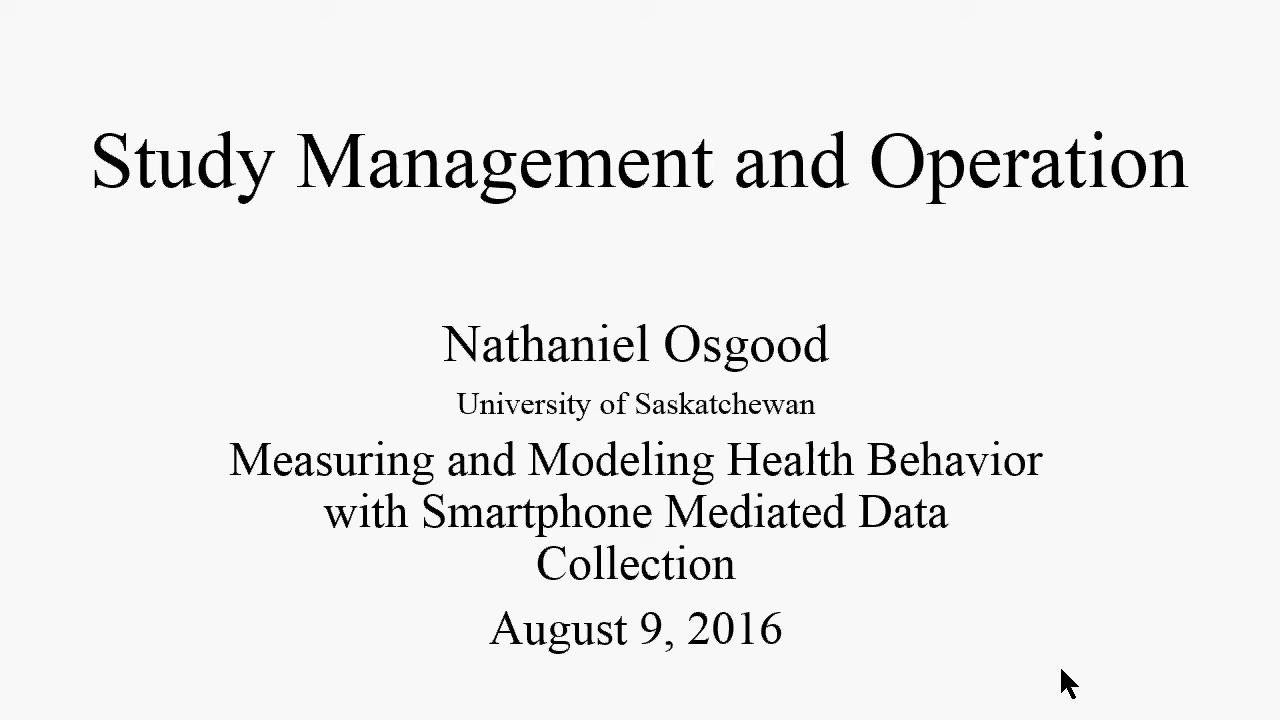 Study Management and Operation
Nathaniel Osgood
University of Saskatchewan
Measuring and Modeling Health Behavior
with Smartphone Mediated Data
Collection
August 9, 2016